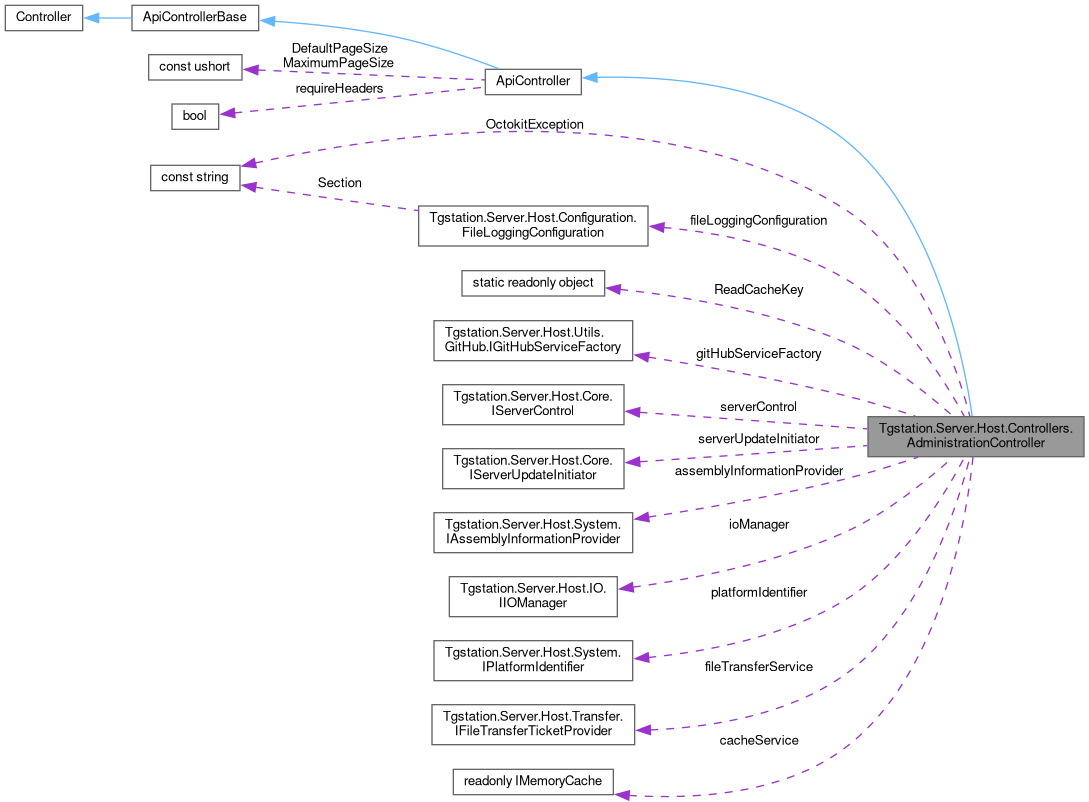 Controller
ApiControllerBase
DefaultPageSize
MaximumPageSize
const ushort
ApiController
requireHeaders
bool
OctokitException
const string
Section
Tgstation.Server.Host.Configuration.
FileLoggingConfiguration
fileLoggingConfiguration
static readonly object
ReadCacheKey
Tgstation.Server.Host.Utils.
GitHub.IGitHubServiceFactory
gitHubServiceFactory
Tgstation.Server.Host.Core.
IServerControl
serverControl
Tgstation.Server.Host.Controllers.
AdministrationController
serverUpdateInitiator
Tgstation.Server.Host.Core.
IServerUpdateInitiator
assemblyInformationProvider
Tgstation.Server.Host.System.
IAssemblyInformationProvider
ioManager
Tgstation.Server.Host.IO.
IIOManager
platformIdentifier
Tgstation.Server.Host.System.
IPlatformIdentifier
fileTransferService
Tgstation.Server.Host.Transfer.
IFileTransferTicketProvider
cacheService
readonly IMemoryCache